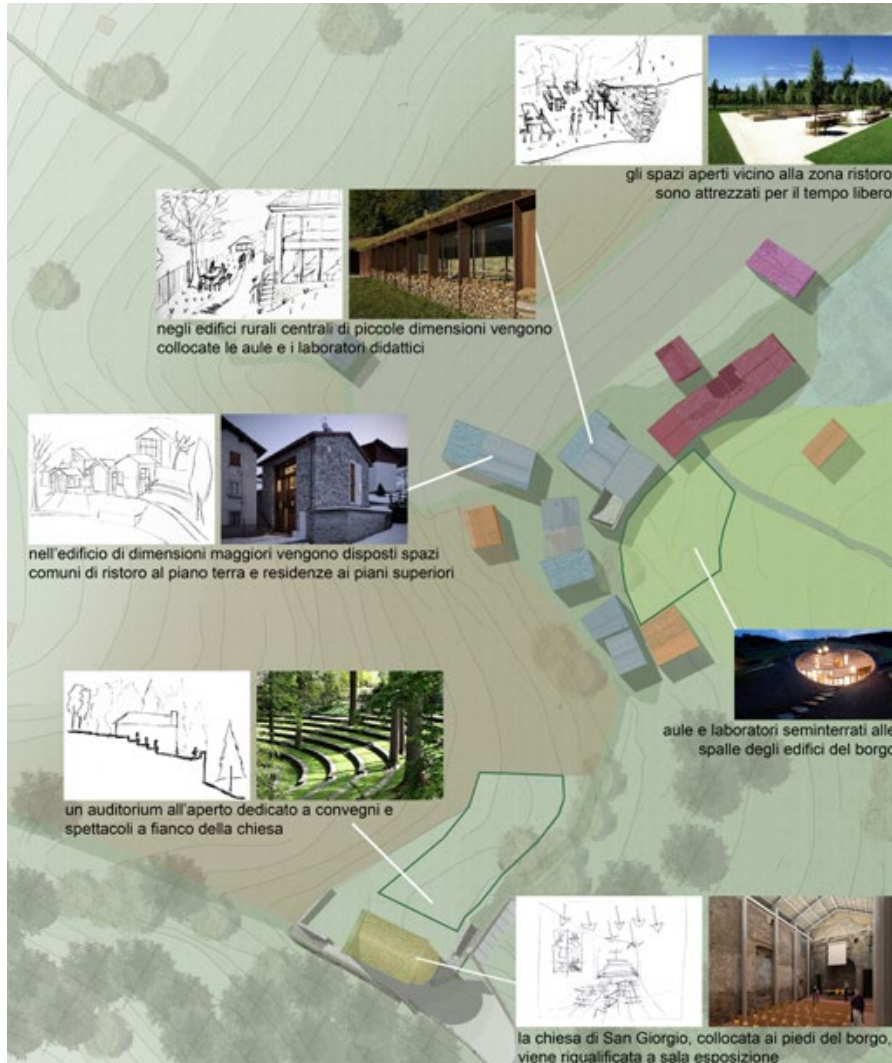 gli spazi aperti vicino alla zona ristoro
sono attrezzati per il tempo libero
negli edifici rurali centrali di piccole dimensioni vengono
collocate le aule e i laboratori didattici
nell'edificio di dimensioni maggiori vengono disposti spazi
comuni di ristoro al piano terra e residenze ai piani superiori
aule e laboratori seminterrati alle
spalle degli edifici del borgo
un auditorium all'aperto dedicato a convegni e
spettacoli a fianco della chiesa
la chiesa di San Giorgio, collocata ai piedi del borgo,
viene riqualificata a sala esposizione